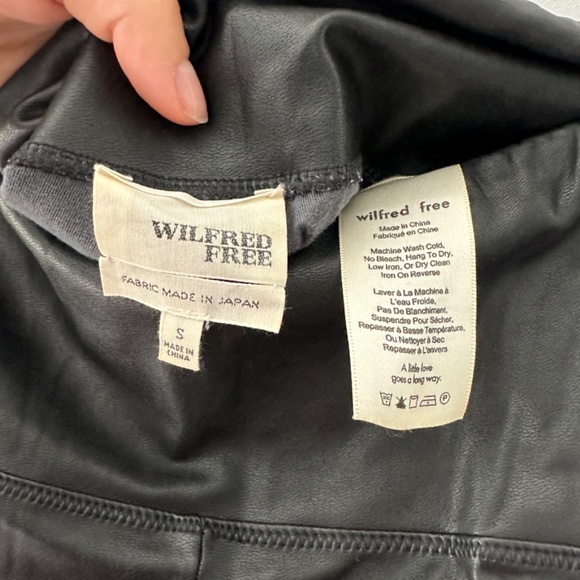 WILFRED
FREE
FABRIC MADE IN JAPAN
S
MADE IN
CHINA
wilfred free
Made in China
Fabriqué en Chine
Machine Wash Cold,
No Bleach, Hang To Dry,
Low Iron, Or Dry Clean
Iron On Reverse
Laver À La Machine À
L'eau Froide,
Pas De Blanchiment,
Suspendre Pour Sécher,
Repasser À Basse Température,
Ou Nettoyer À Sec
Repasser À L'envers
A little love
goes a long way.